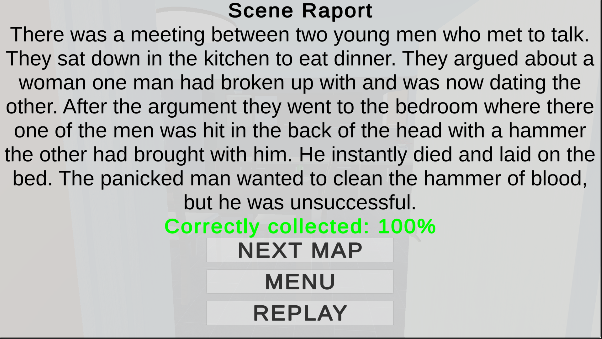 Scene Raport
There was a meeting between two young men who met to talk.
They sat down in the kitchen to eat dinner. They argued about a
woman one man had broken up with and was now dating the
other. After the argument they went to the bedroom where there
one of the men was hit in the back of the head with a hammer
the other had brought with him. He instantly died and laid on the
bed. The panicked man wanted to clean the hammer of blood,
but he was unsuccessful.
Correctly collected: 100%
NEXT MAP
MENU
REPLAY